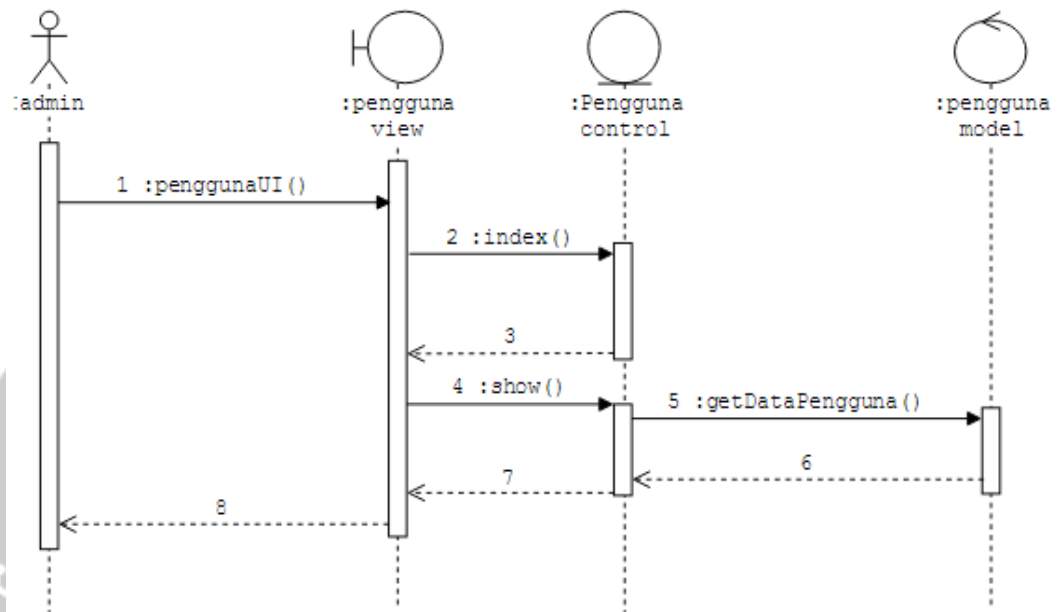 :admin
:pengguna
view
:Pengguna
control
:pengguna
model
1 :penggunaUI()
2 :index()
3
4 :show()
5 :getDataPengguna()
6
7
8